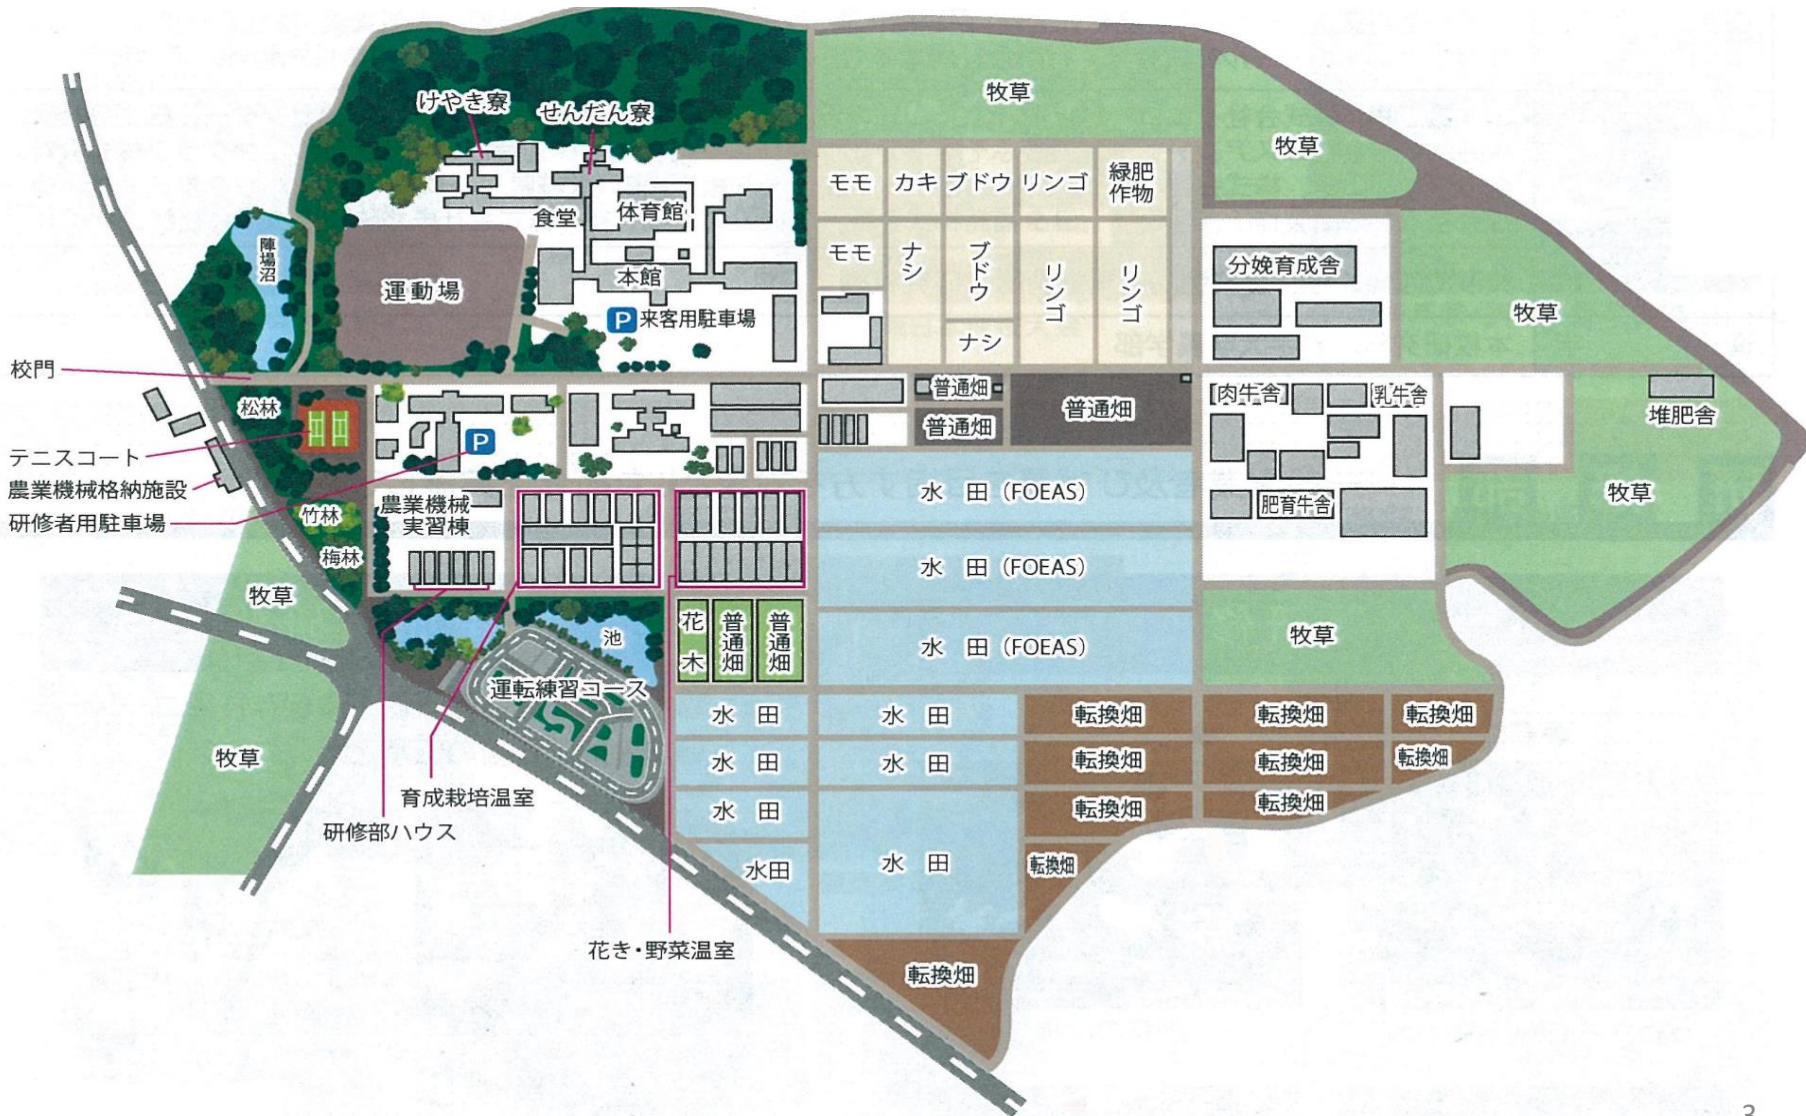 けやき寮
せんだん寮
牧草
牧草
モモ
カキ
ブドウ
リンゴ
緑肥
作物
食堂
体育館
陣場沼
運動場
本館
P 来客用駐車場
モモ
ナシ
ブドウ
リンゴ
リンゴ
ナシ
分娩育成舎
牧草
校門
松林
テニスコート
農業機械格納施設
研修者用駐車場
P
普通畑
普通畑
普通畑
肉牛舎
乳牛舎
堆肥舎
牧草
竹林
梅林
農業機械
実習棟
水 田 (FOEAS)
水 田 (FOEAS)
水 田 (FOEAS)
肥育牛舎
牧草
牧草
池
花木
普通畑
普通畑
牧草
運転練習コース
水 田
水 田
転換畑
転換畑
転換畑
水 田
水 田
転換畑
転換畑
転換畑
育成栽培温室
研修部ハウス
水 田
転換畑
転換畑
水田
水 田
転換畑
花き・野菜温室
転換畑
3